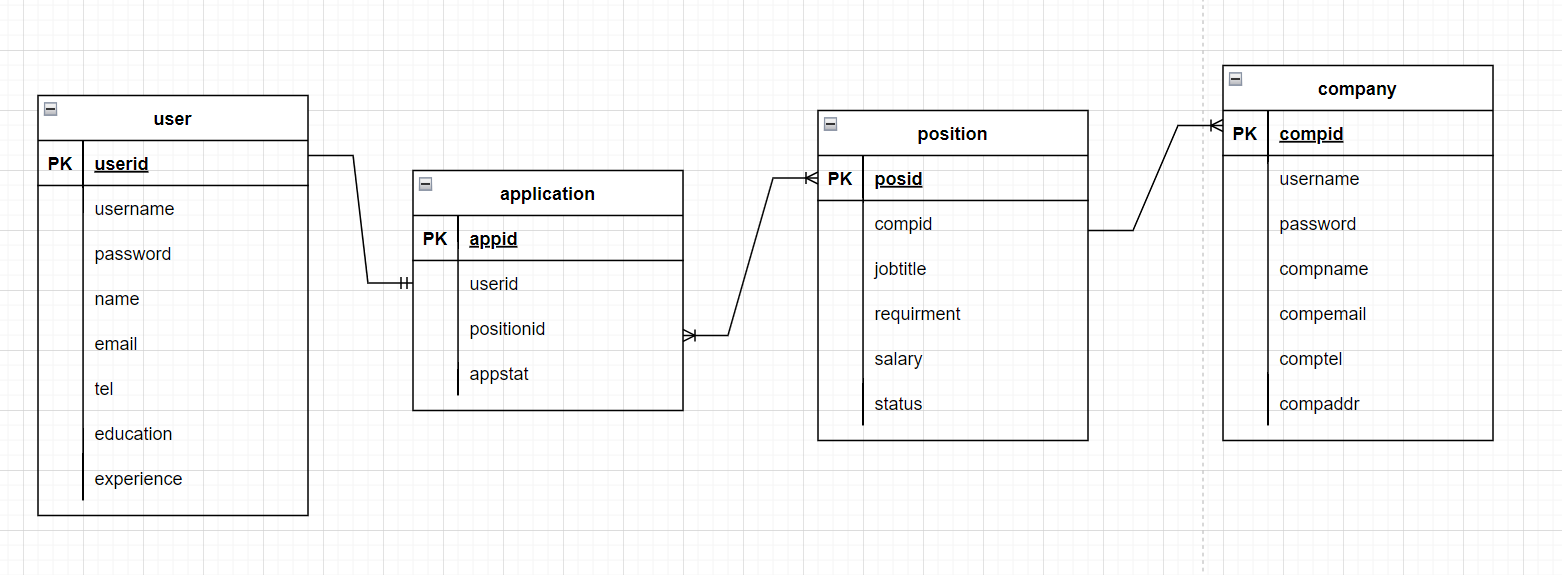 user
PK userid
username
password
name
email
tel
education
experience
application
PK appid
userid
positionid
appstat
position
PK posid
compid
jobtitle
requirment
salary
status
company
PK compid
username
password
compname
compemail
comptel
compaddr